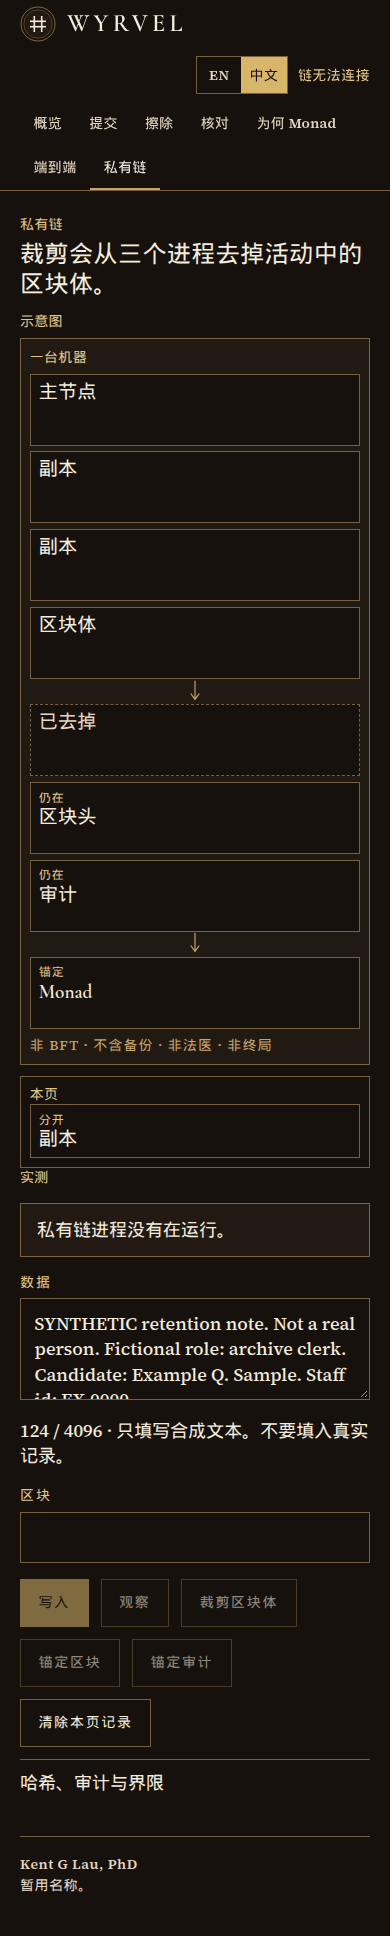 WYRVEL
EN 中文 链无法连接
概览 提交 擦除 核对 为何 Monad
端到端 私有链
私有链
裁剪会从三个进程去掉活动中的
区块体。
示意图
一台机器
主节点
副本
副本
区块体
已去掉
仍在
区块头
仍在
审计
锚定
Monad
非 BFT · 不含备份 · 非法医 · 非终局
本页
分开
副本
实测
私有链进程没有在运行。
数据
SYNTHETIC retention note. Not a real
person. Fictional role: archive clerk.
Candidate: Example Q. Sample. Staff
id: EX-0000
124 / 4096 · 只填写合成文本。不要填入真实
记录。
区块
写入 观察 裁剪区块体
锚定区块 锚定审计
清除本页记录
哈希、审计与界限
Kent G Lau, PhD
暂用名称。